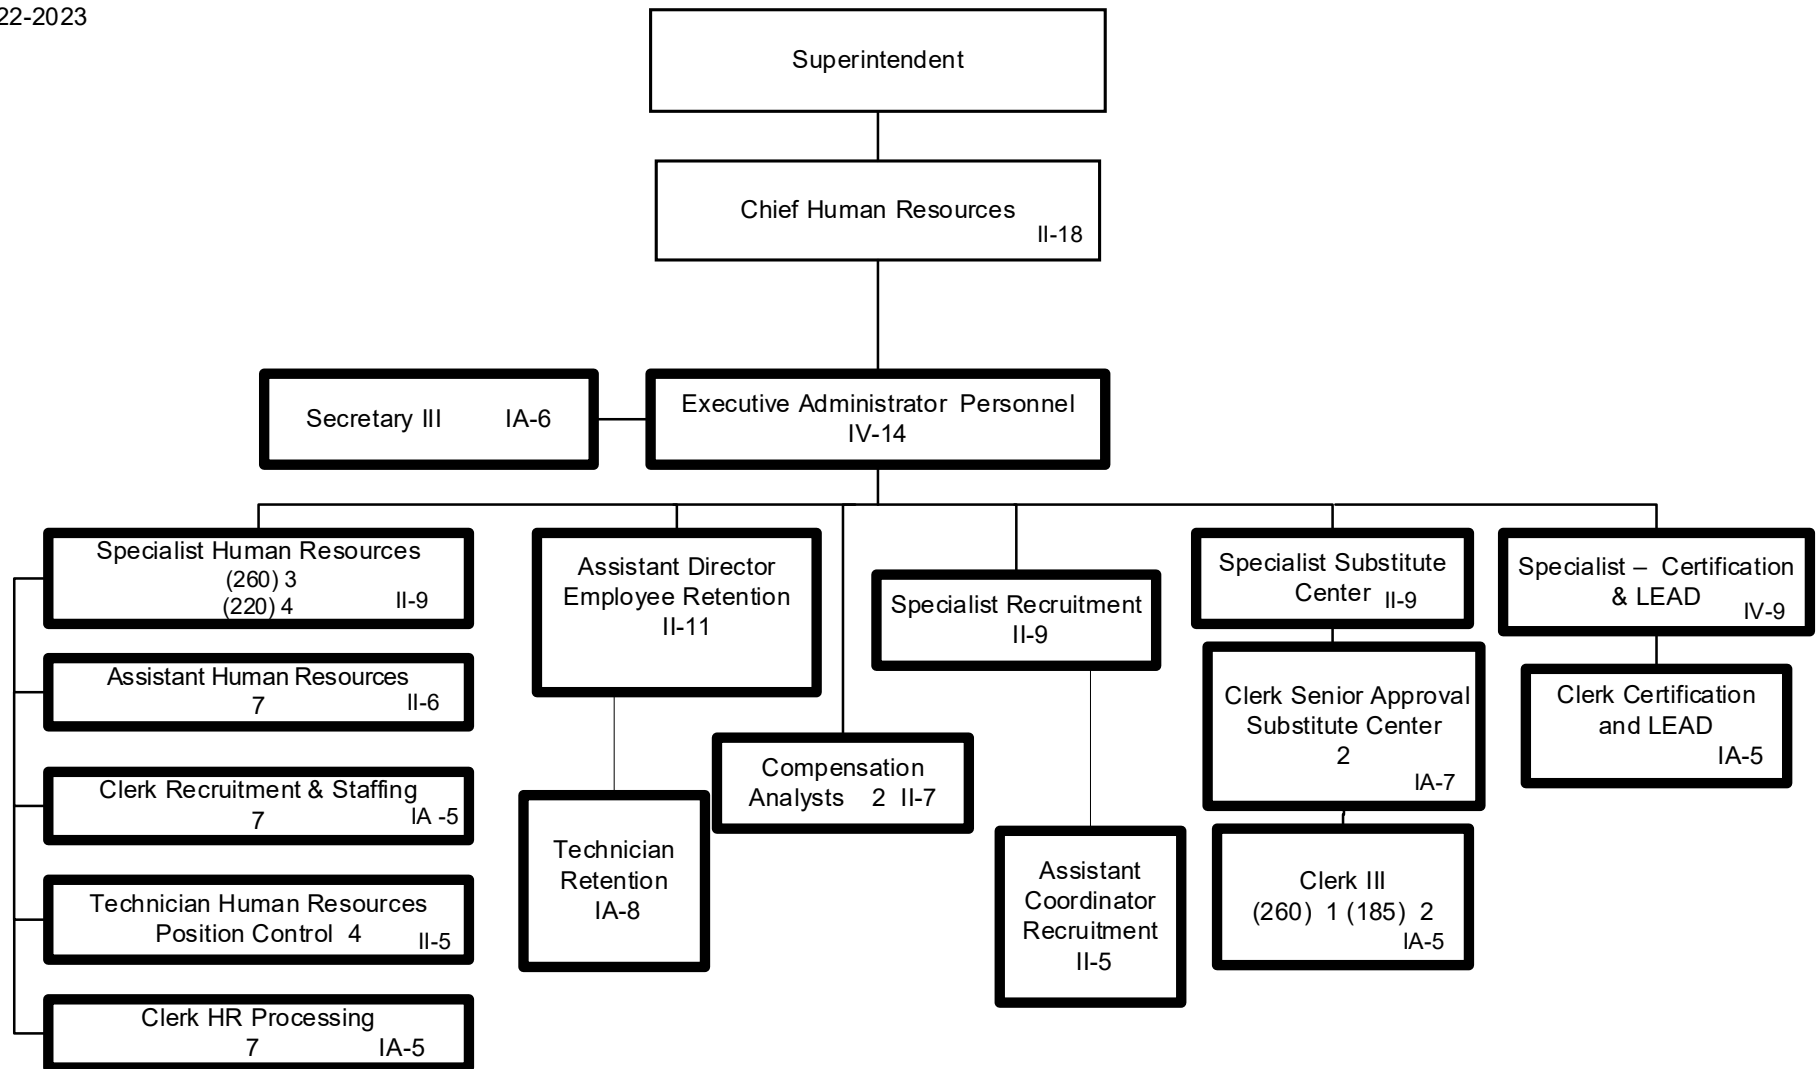 22-2023
Superintendent
Chief Human Resources
II-18
Secretary III IA-6
Executive Administrator Personnel
IV-14
Specialist Human Resources
(260) 3
(220) 4 II-9
Assistant Human Resources
7 II-6
Clerk Recruitment & Staffing
7 IA -5
Technician Human Resources
Position Control 4 II-5
Clerk HR Processing
7 IA-5
Assistant Director
Employee Retention
II-11
Technician
Retention
IA-8
Compensation
Analysts 2 II-7
Specialist Recruitment
II-9
Assistant
Coordinator
Recruitment
II-5
Specialist Substitute
Center II-9
Clerk Senior Approval
Substitute Center
2
IA-7
Clerk III
(260) 1 (185) 2
IA-5
Specialist – Certification
& LEAD IV-9
Clerk Certification
and LEAD
IA-5